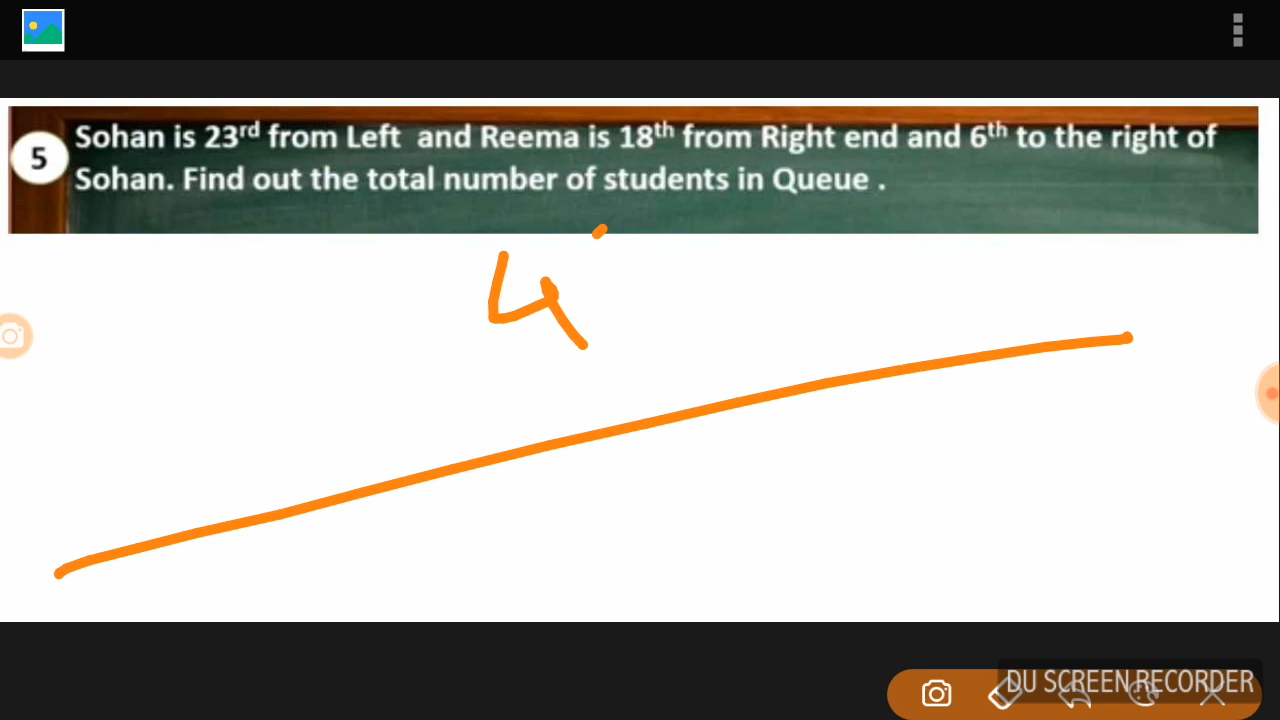 5
Sohan is 23rd from Left and Reema is 18th from Right end and 6th to the right of
Sohan. Find out the total number of students in Queue .
4
DU SCREEN RECORDER